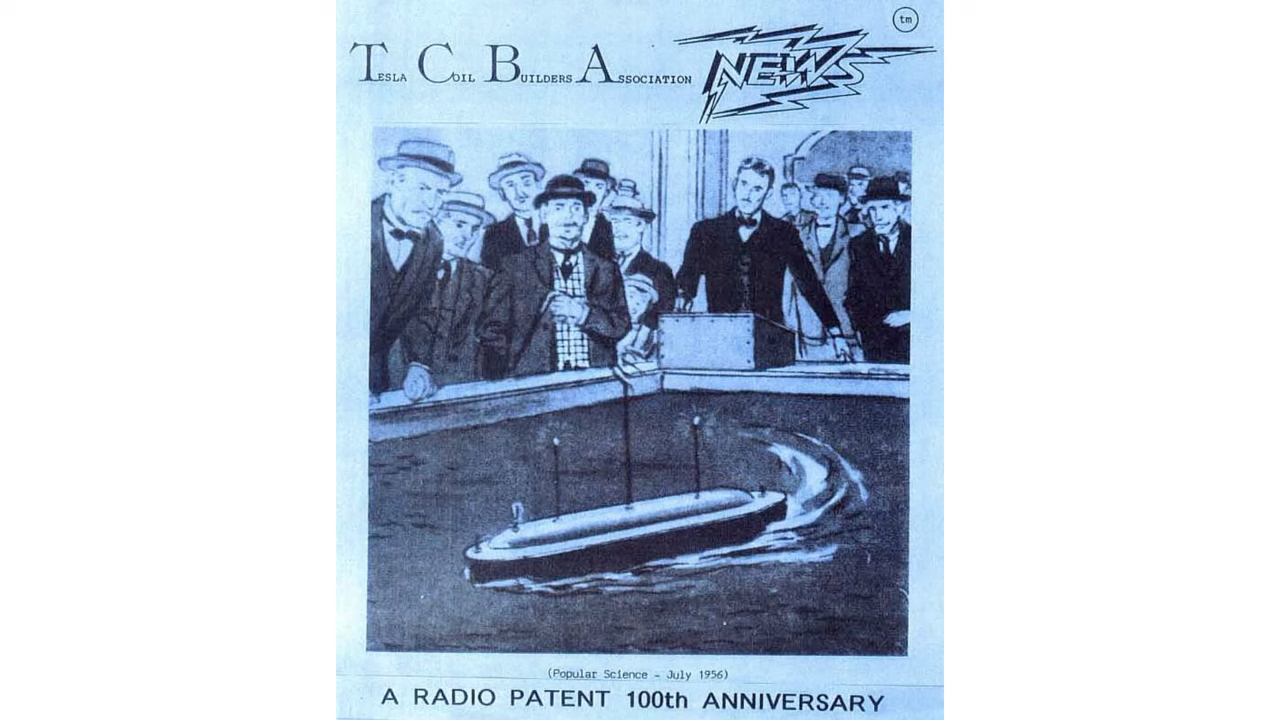 tm
TESLA COIL BUILDERS ASSOCIATION NEWS
(Popular Science - July 1956)
A RADIO PATENT 100th ANNIVERSARY